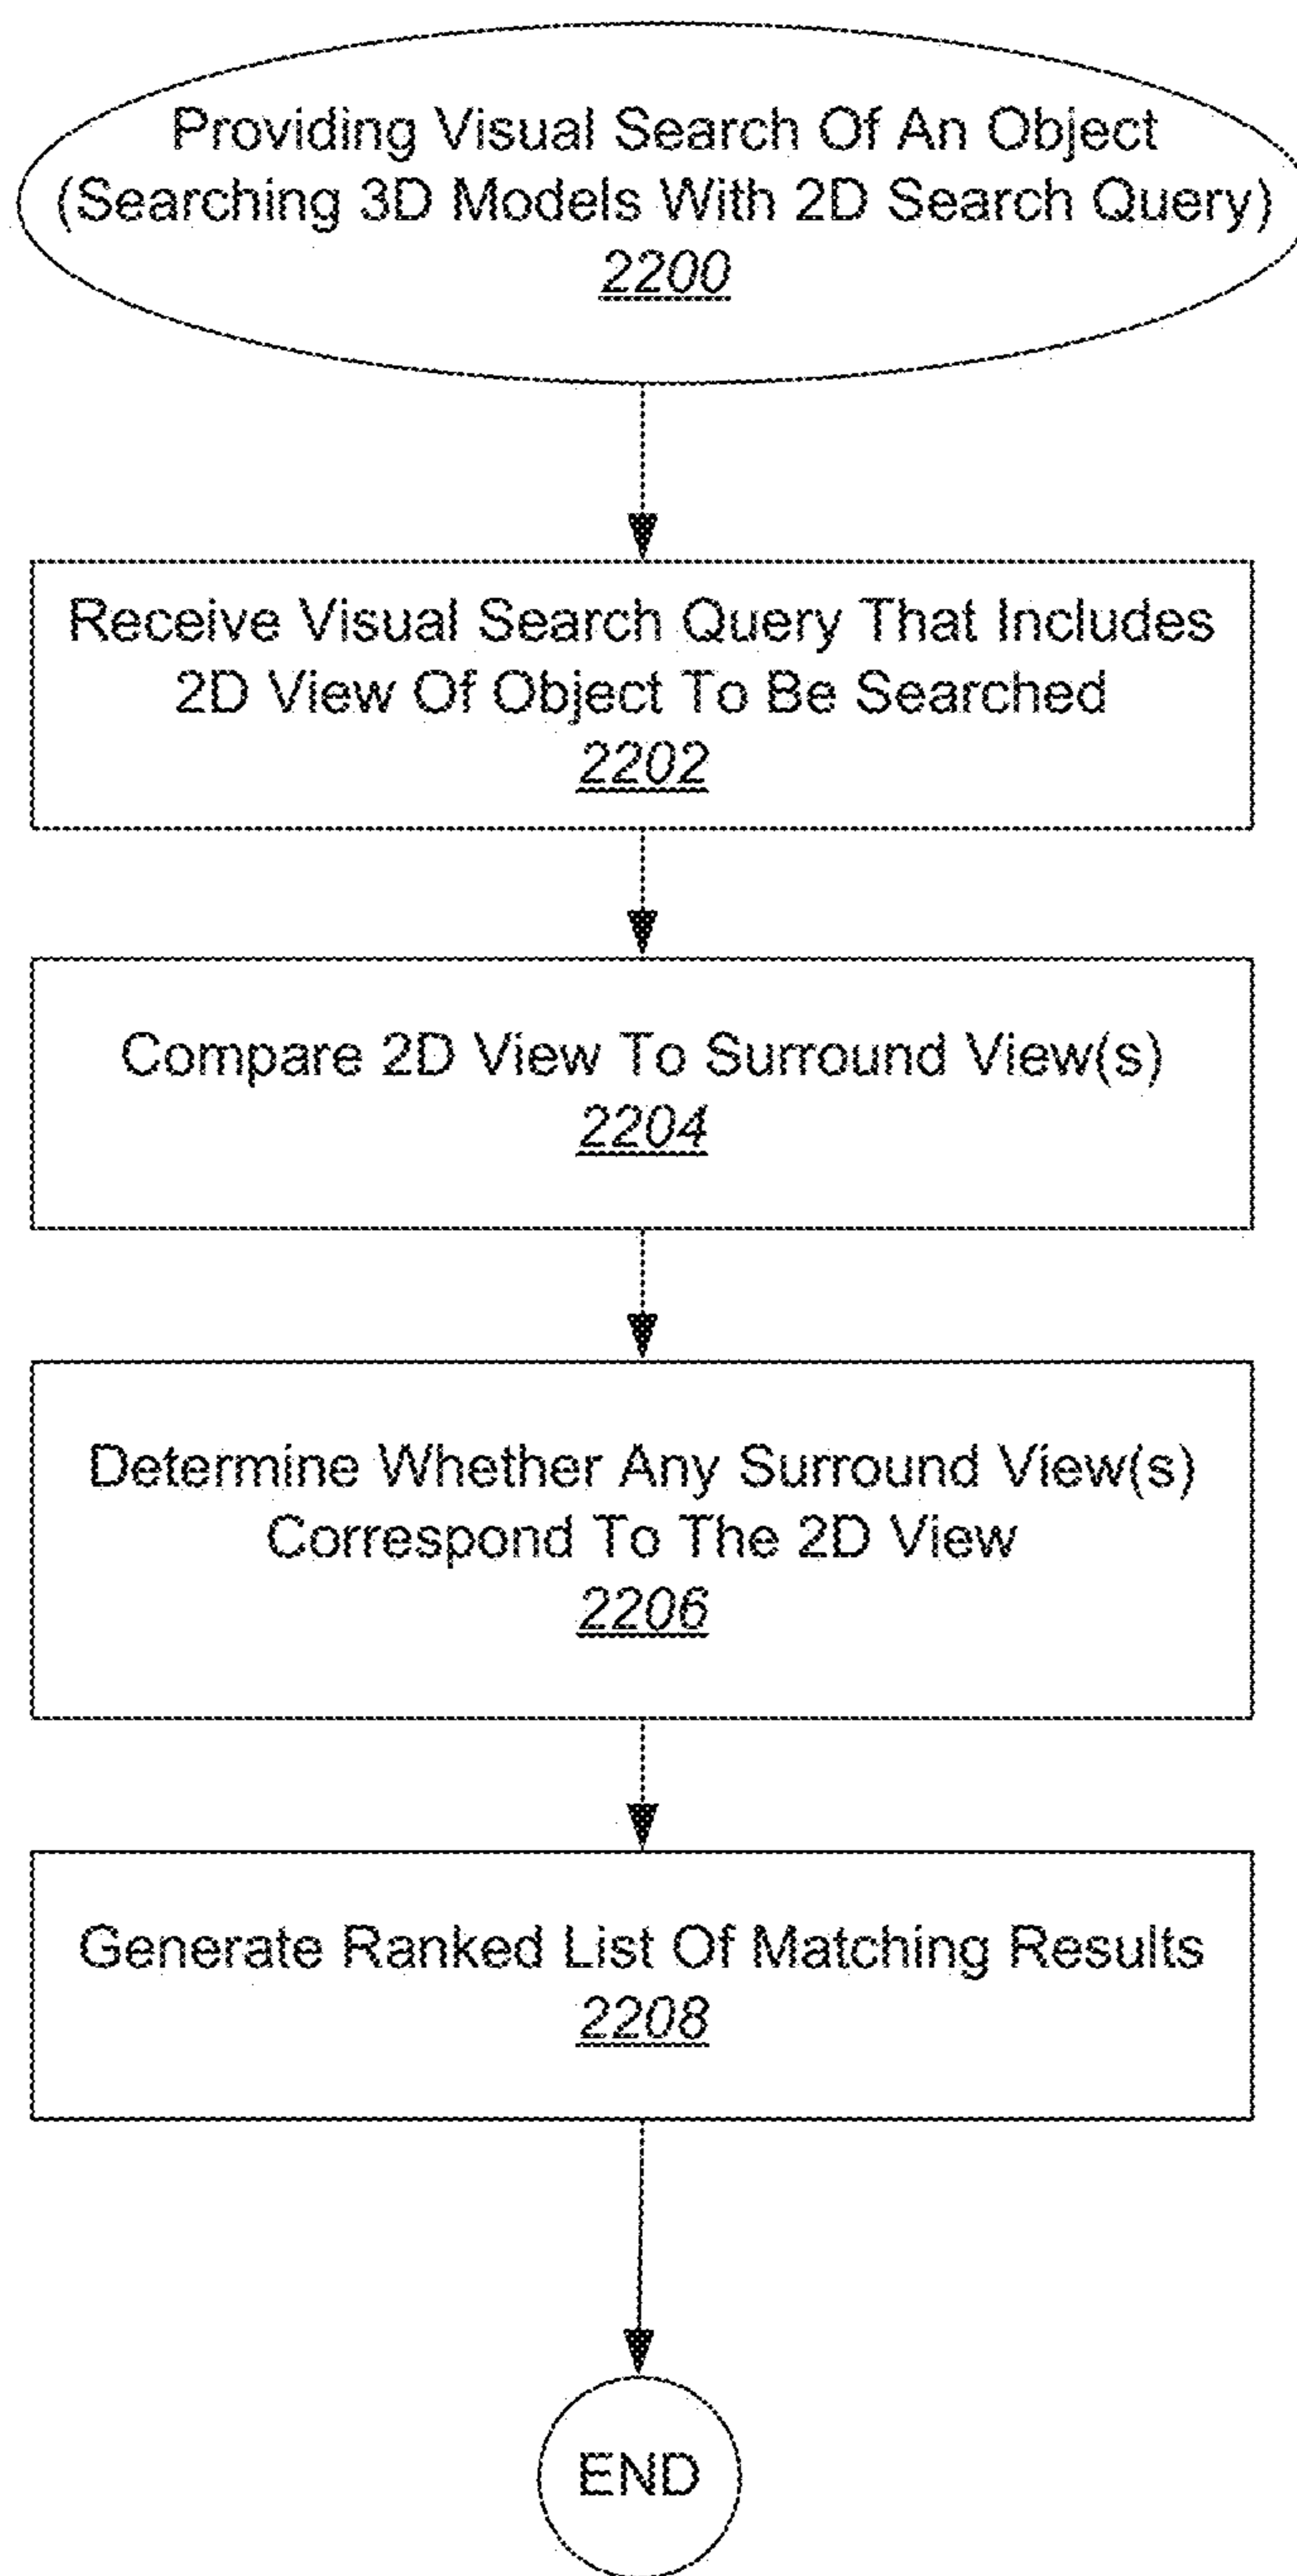 Providing Visual Search Of An Object
(Searching 3D Models With 2D Search Query)
2200
Receive Visual Search Query That Includes
2D View Of Object To Be Searched
2202
Compare 2D View To Surround View(s)
2204
Determine Whether Any Surround View(s)
Correspond To The 2D View
2206
Generate Ranked List Of Matching Results
2208
END